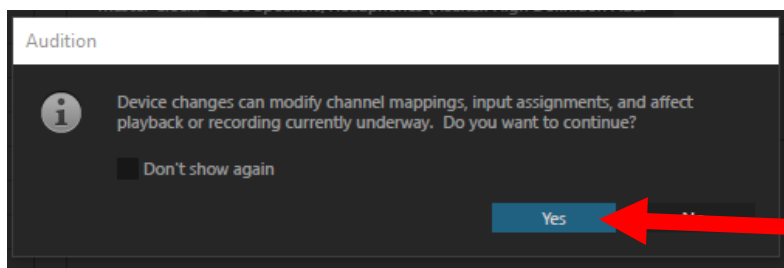 Audition
Device changes can modify channel mappings, input assignments, and affect
playback or recording currently underway. Do you want to continue?
Don't show again
Yes